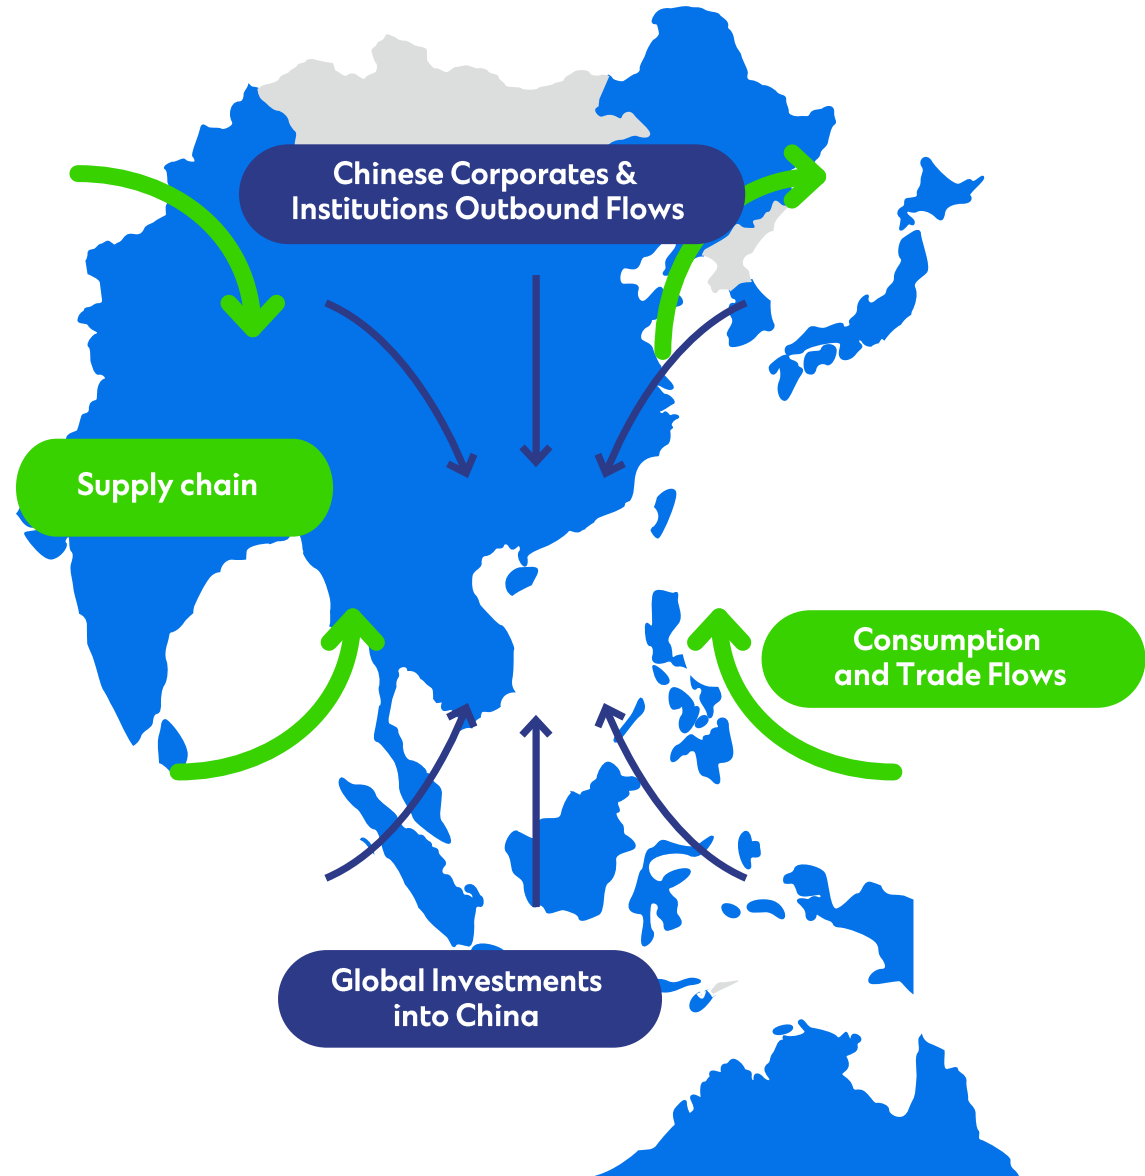 Chinese Corporates &
Institutions Outbound Flows
Supply chain
Consumption
and Trade Flows
Global Investments
into China